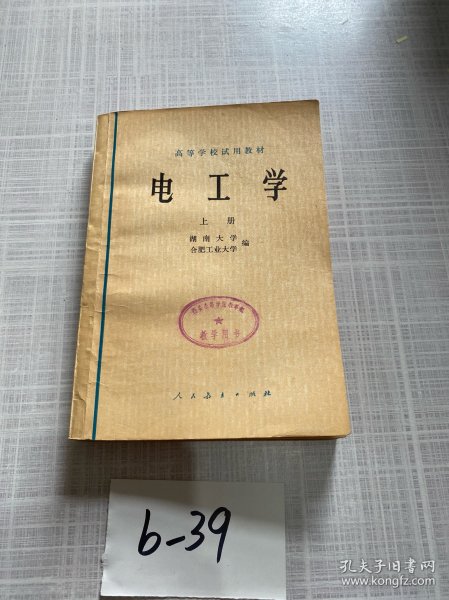 高等学校试用教材
电工学
上册
湖南大学
合肥工业大学
编
教学用书
人民教育出版社
b-39
孔夫子旧书网
www.kongfz.com